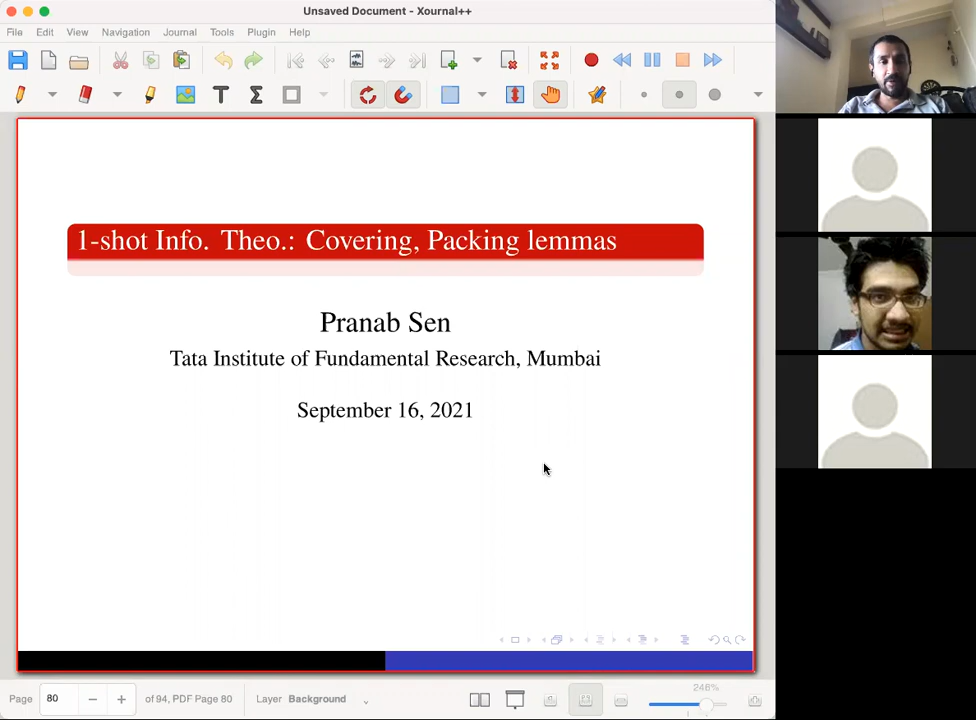 Unsaved Document - Xournal++
File Edit View Navigation Journal Tools Plugin Help
1-shot Info. Theo.: Covering, Packing lemmas
Pranab Sen
Tata Institute of Fundamental Research, Mumbai
September 16, 2021
Page 80 of 94, PDF Page 80 Layer Background 246%